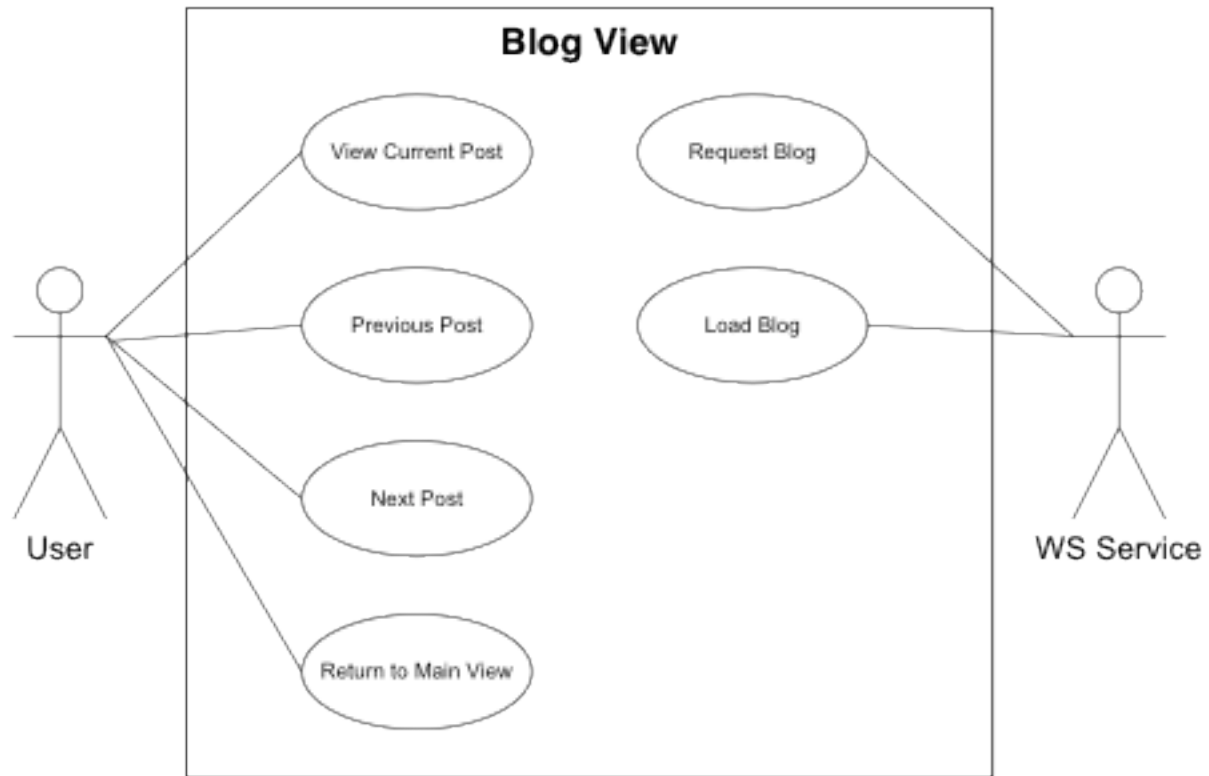 Blog View
View Current Post
Request Blog
Previous Post
Load Blog
Next Post
User
WS Service
Return to Main View